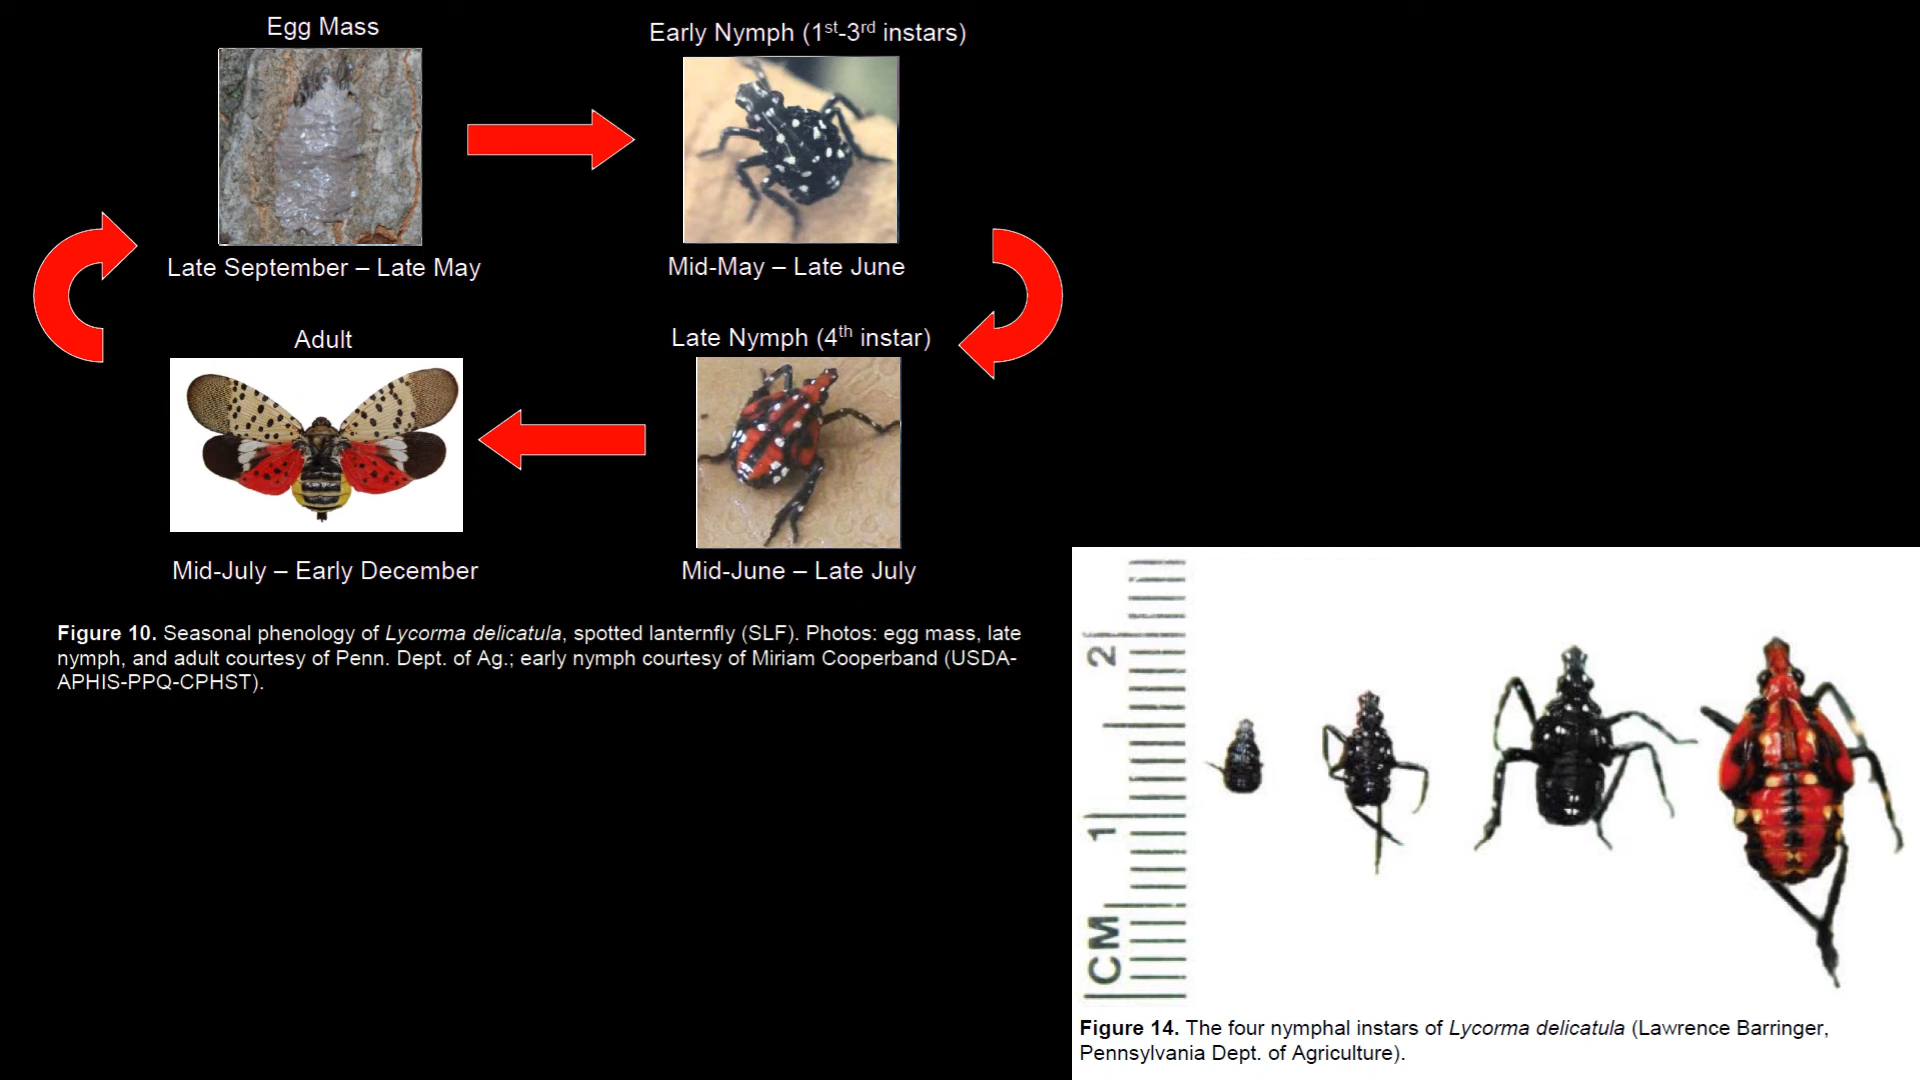 Egg Mass
Early Nymph (1st-3rd instars)
Late September – Late May
Mid-May – Late June
Adult
Late Nymph (4th instar)
Mid-July – Early December
Mid-June – Late July
Figure 10. Seasonal phenology of Lycorma delicatula, spotted lanternfly (SLF). Photos: egg mass, late
nymph, and adult courtesy of Penn. Dept. of Ag.; early nymph courtesy of Miriam Cooperband (USDA-
APHIS-PPQ-CPHST).
2
1
CM
Figure 14. The four nymphal instars of Lycorma delicatula (Lawrence Barringer,
Pennsylvania Dept. of Agriculture).